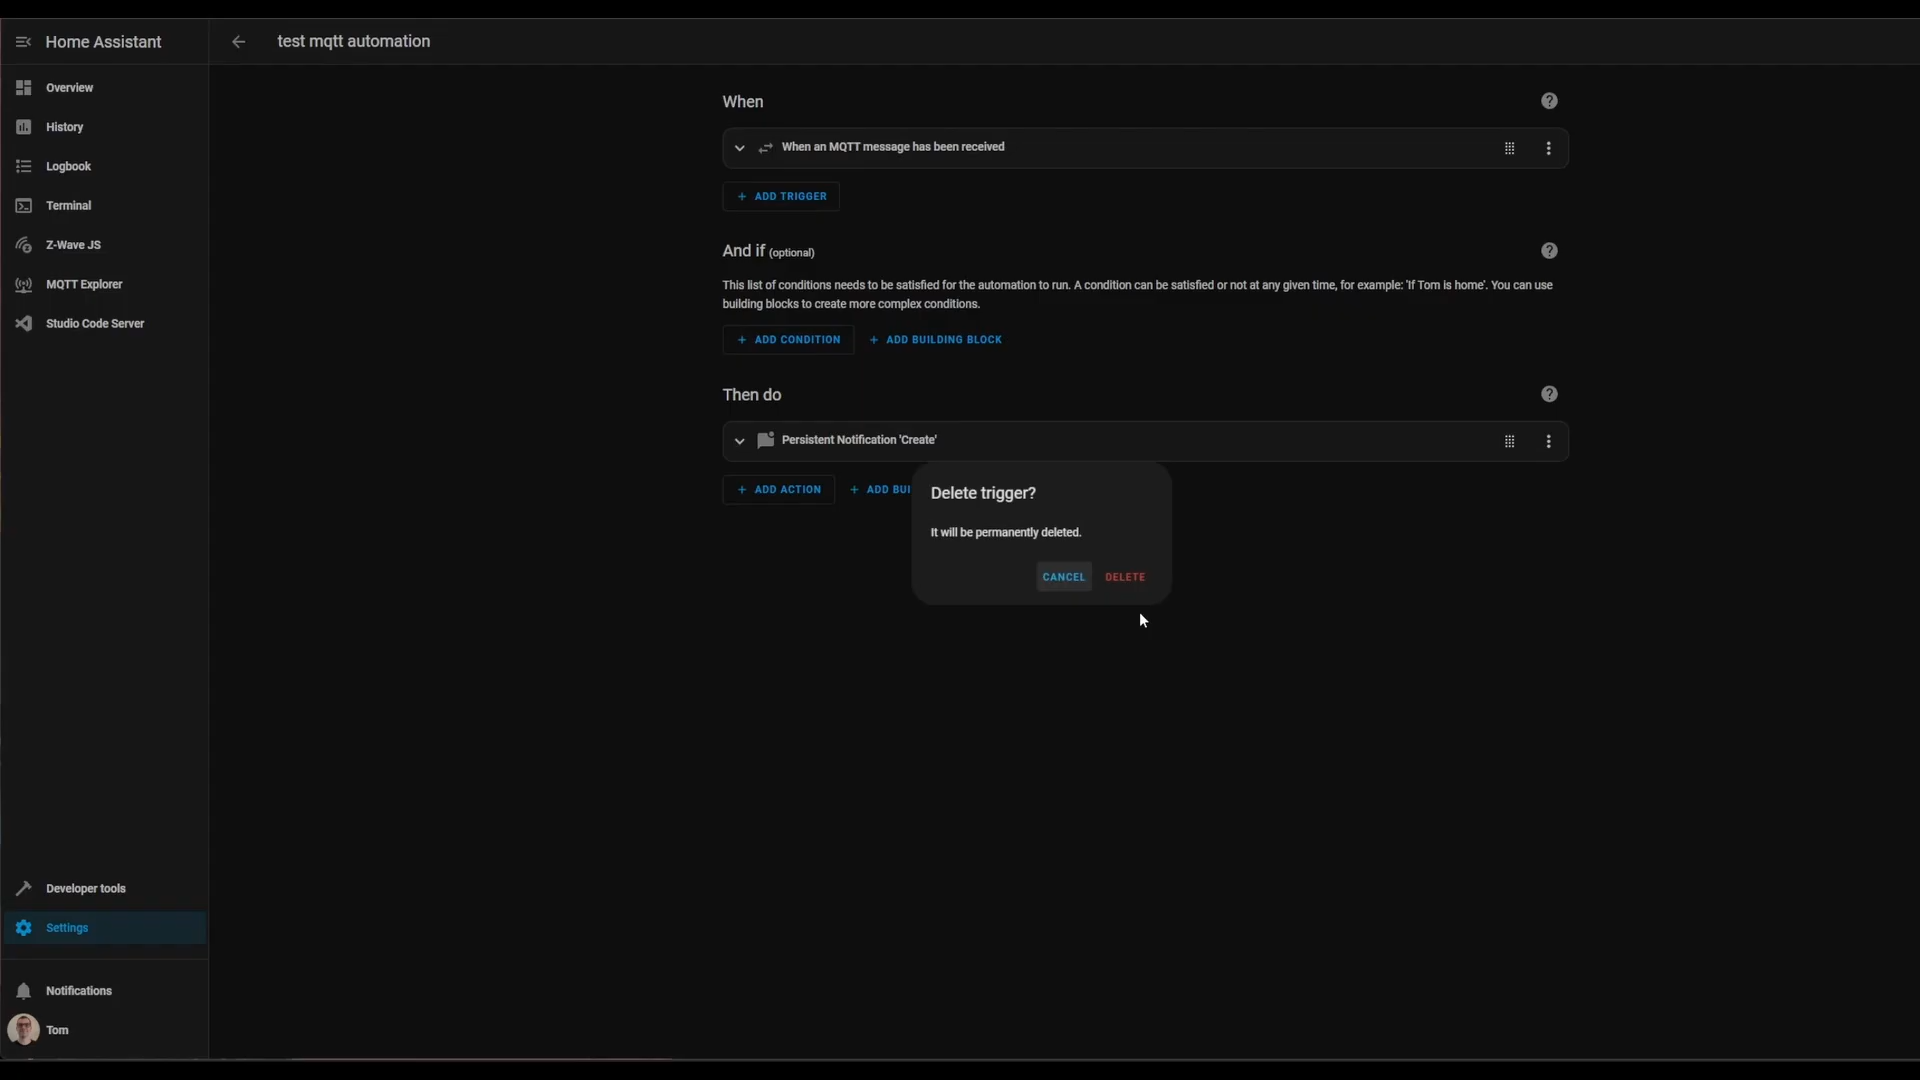 Home Assistant
Overview
History
Logbook
Terminal
Z-Wave JS
MQTT Explorer
Studio Code Server
Developer tools
Settings
Notifications
Tom
test mqtt automation
When
When an MQTT message has been received
+ ADD TRIGGER
And if (optional)
This list of conditions needs to be satisfied for the automation to run. A condition can be satisfied or not at any given time, for example: 'If Tom is home'. You can use
building blocks to create more complex conditions.
+ ADD CONDITION + ADD BUILDING BLOCK
Then do
Persistent Notification 'Create'
+ ADD ACTION + ADD BUI
Delete trigger?
It will be permanently deleted.
CANCEL DELETE